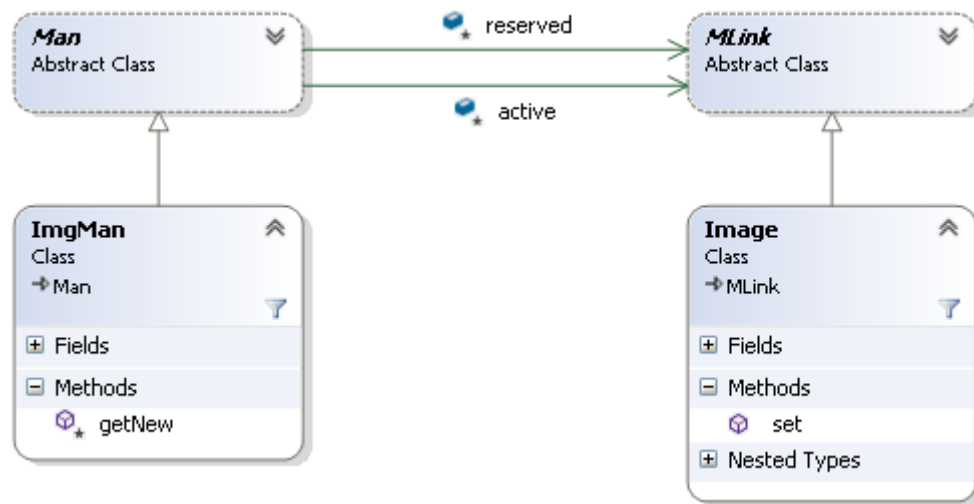 Man
Abstract Class
reserved
active
MLink
Abstract Class
ImgMan
Class
Man
Fields
Methods
getNew
Image
Class
MLink
Fields
Methods
set
Nested Types